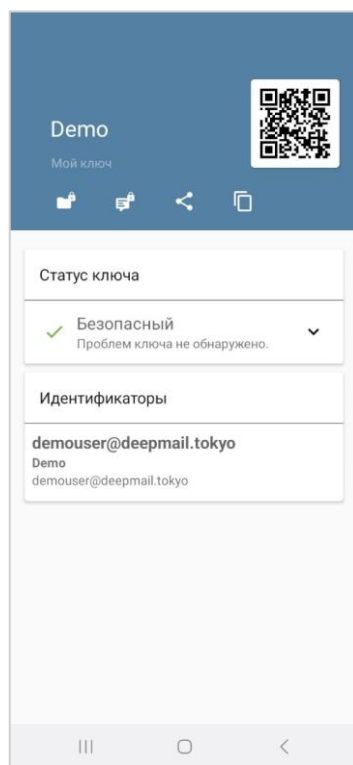 Demo
Мой ключ
Статус ключа
Безопасный
Проблем ключа не обнаружено.
Идентификаторы
demouser@deepmail.tokyo
Demo
demouser@deepmail.tokyo